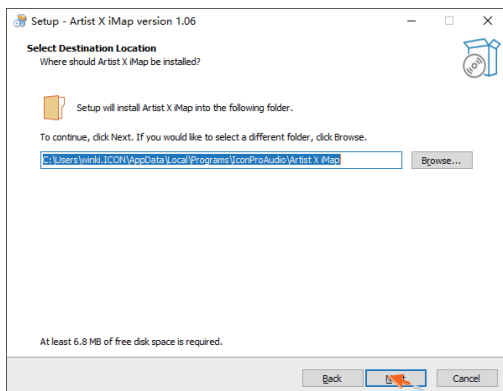 Setup - Artist X iMap version 1.06
Select Destination Location
Where should Artist X iMap be installed?
Setup will install Artist X iMap into the following folder.
To continue, click Next. If you would like to select a different folder, click Browse.
C:\Users\winki.ICON\AppData\Local\Programs\IconProAudio\Artist X iMap
Browse...
At least 6.8 MB of free disk space is required.
Back
Cancel